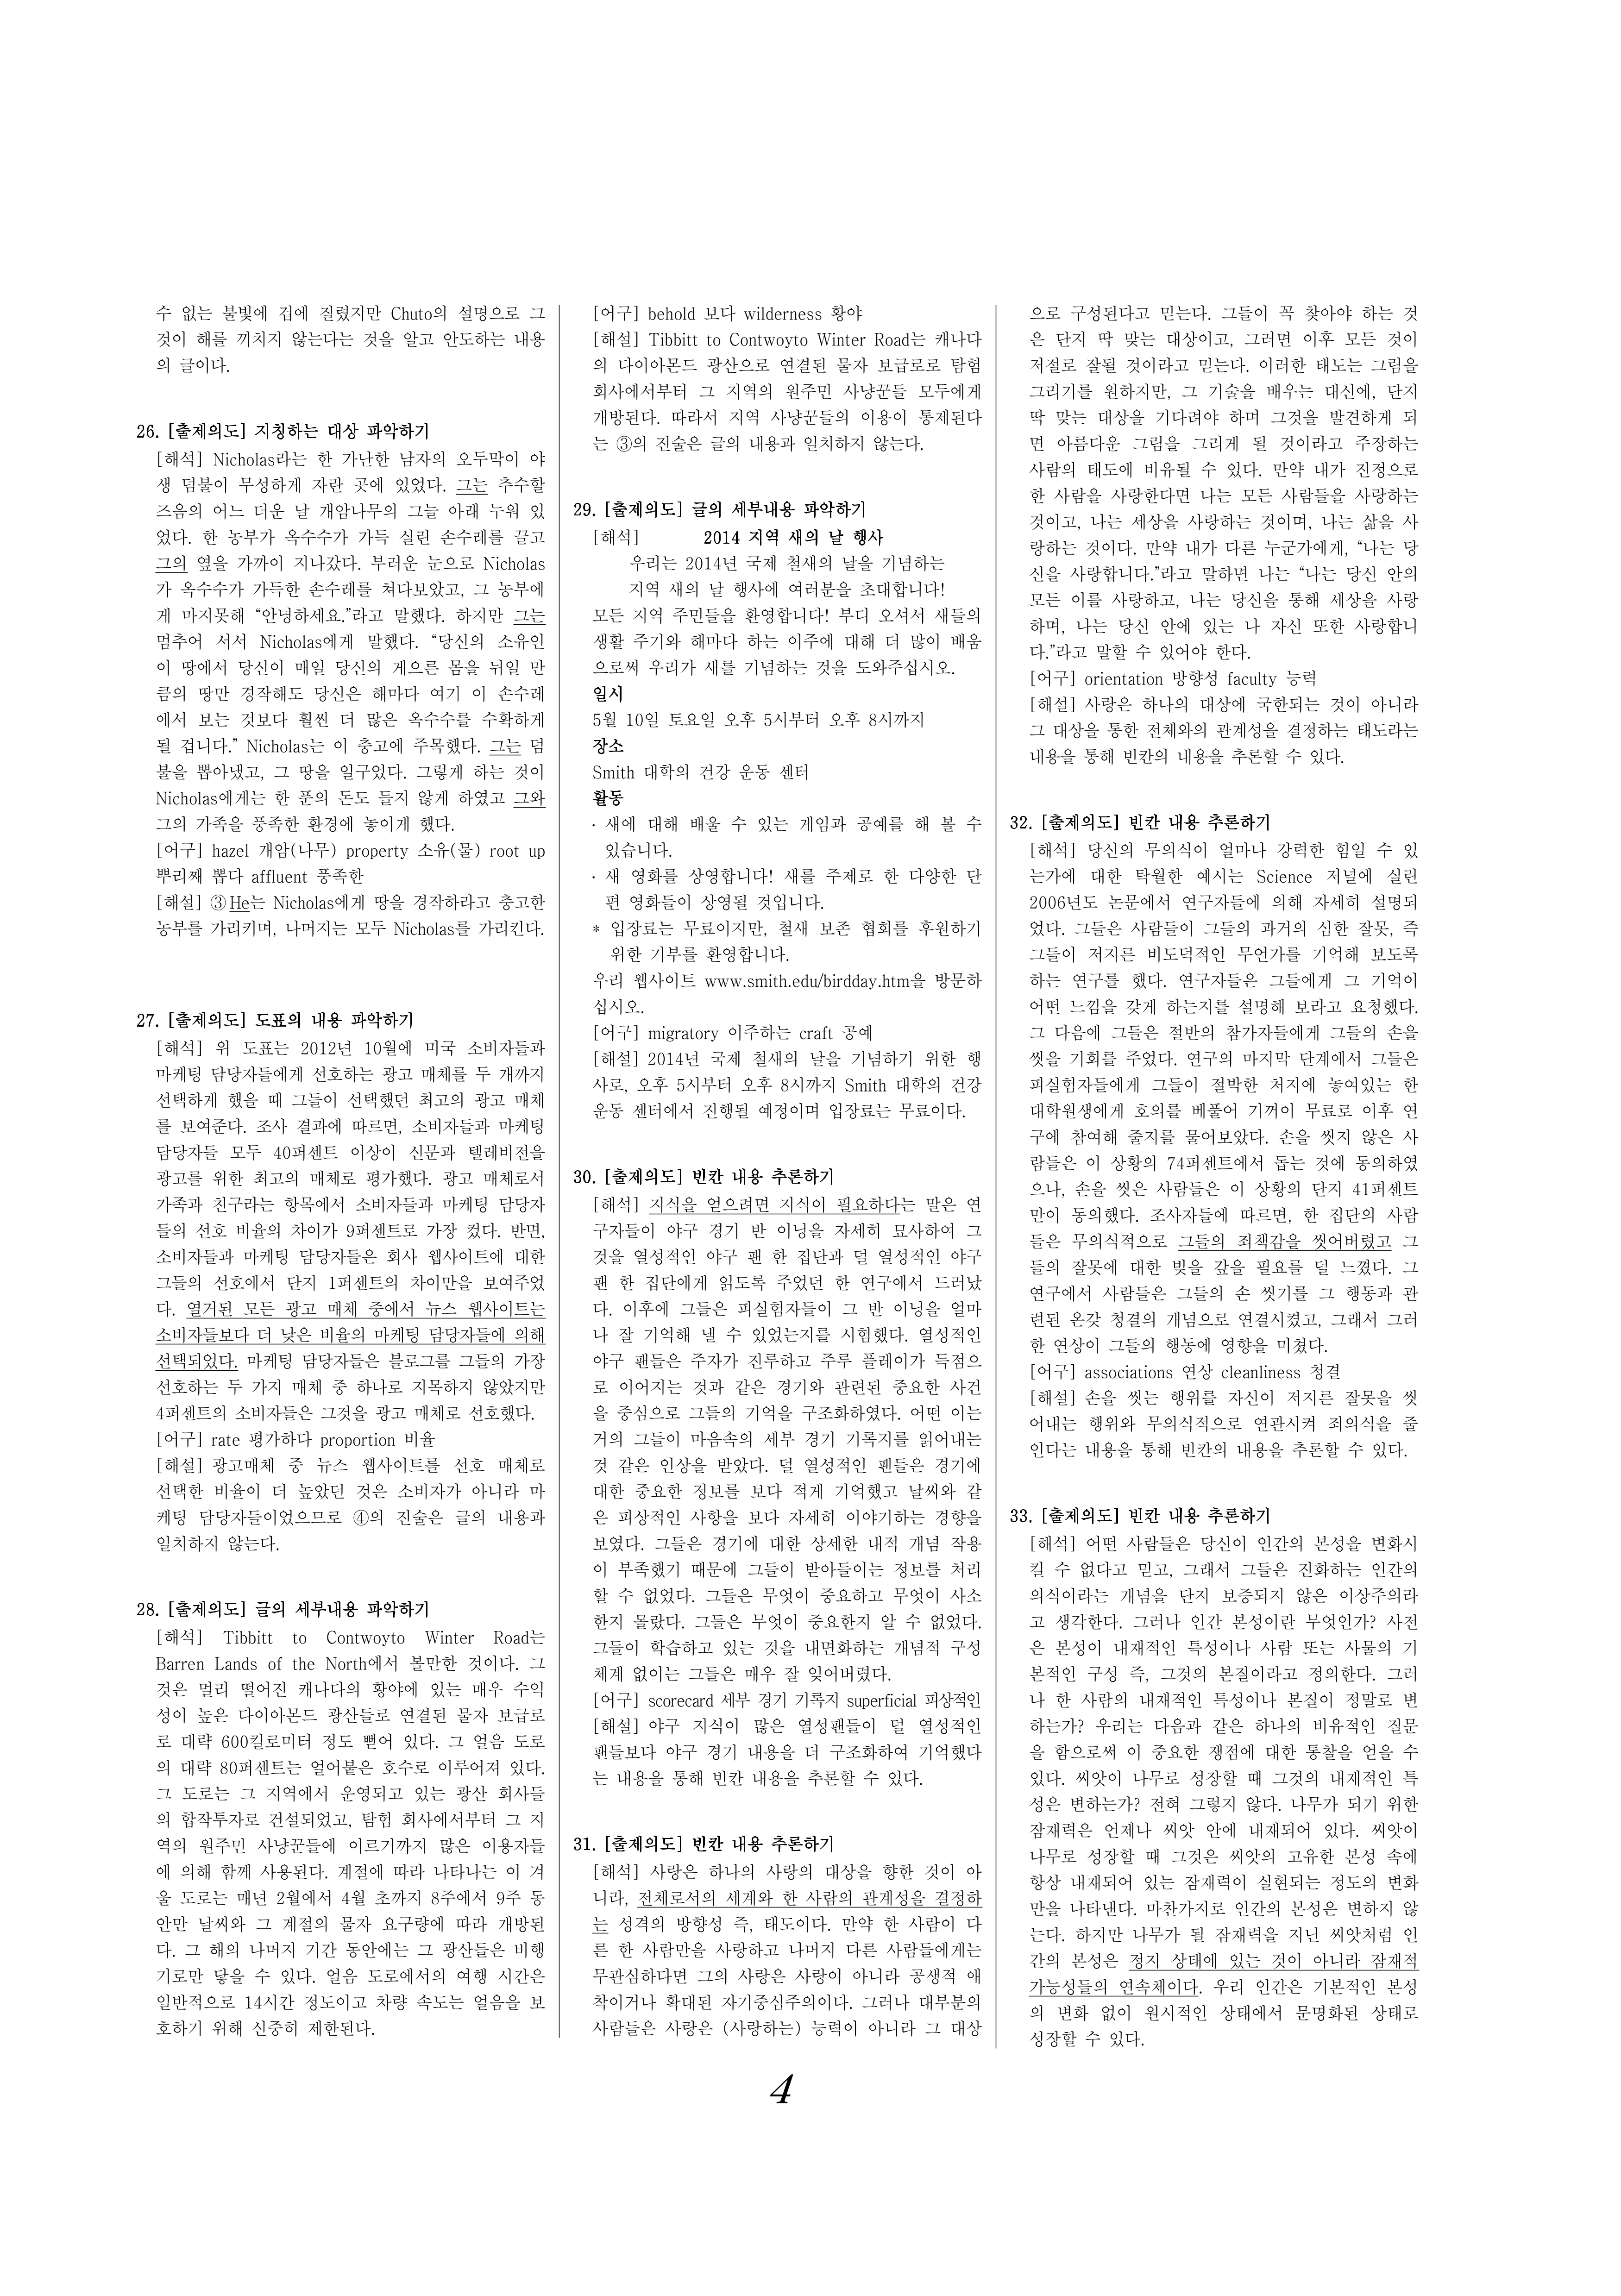 수 없는 불빛에 겁에 질렸지만 Chuto의 설명으로 그
것이 해를 끼치지 않는다는 것을 알고 안도하는 내용
의 글이다.
26. [출제의도] 지칭하는 대상 파악하기
[해석] Nicholas라는 한 가난한 남자의 오두막이 야
생 덤불이 무성하게 자란 곳에 있었다. 그는 추수할
즈음의 어느 더운 날 개암나무의 그늘 아래 누워 있
었다. 한 농부가 옥수수가 가득 실린 손수레를 끌고
그의 옆을 가까이 지나갔다. 부러운 눈으로 Nicholas
가 옥수수가 가득한 손수레를 쳐다보았고, 그 농부에
게 마지못해 “안녕하세요.”라고 말했다. 하지만 그는
멈추어 서서 Nicholas에게 말했다. “당신의 소유인
이 땅에서 당신이 매일 당신의 게으른 몸을 뉘일 만
큼의 땅만 경작해도 당신은 해마다 여기 이 손수레
에서 보는 것보다 훨씬 더 많은 옥수수를 수확하게
될 겁니다.” Nicholas는 이 충고에 주목했다. 그는 덤
불을 뽑아냈고, 그 땅을 일구었다. 그렇게 하는 것이
Nicholas에게는 한 푼의 돈도 들지 않게 하였고 그와
그의 가족을 풍족한 환경에 놓이게 했다.
[어구] hazel 개암(나무) property 소유(물) root up
뿌리째 뽑다 affluent 풍족한
[해설] ③He는 Nicholas에게 땅을 경작하라고 충고한
농부를 가리키며, 나머지는 모두 Nicholas를 가리킨다.
27. [출제의도] 도표의 내용 파악하기
[해석] 위 도표는 2012년 10월에 미국 소비자들과
마케팅 담당자들에게 선호하는 광고 매체를 두 개까지
선택하게 했을 때 그들이 선택했던 최고의 광고 매체
를 보여준다. 조사 결과에 따르면, 소비자들과 마케팅
담당자들 모두 40퍼센트 이상이 신문과 텔레비전을
광고를 위한 최고의 매체로 평가했다. 광고 매체로서
가족과 친구라는 항목에서 소비자들과 마케팅 담당자
들의 선호 비율의 차이가 9퍼센트로 가장 컸다. 반면,
소비자들과 마케팅 담당자들은 회사 웹사이트에 대한
그들의 선호에서 단지 1퍼센트의 차이만을 보여주었
다. 열거된 모든 광고 매체 중에서 뉴스 웹사이트는
소비자들보다 더 낮은 비율의 마케팅 담당자들에 의해
선택되었다. 마케팅 담당자들은 블로그를 그들의 가장
선호하는 두 가지 매체 중 하나로 지목하지 않았지만
4퍼센트의 소비자들은 그것을 광고 매체로 선호했다.
[어구] rate 평가하다 proportion 비율
[해설] 광고매체 중 뉴스 웹사이트를 선호 매체로
선택한 비율이 더 높았던 것은 소비자가 아니라 마
케팅 담당자들이었으므로 ④의 진술은 글의 내용과
일치하지 않는다.
28. [출제의도] 글의 세부내용 파악하기
[해석] Tibbitt to Contwoyto Winter Road는
Barren Lands of the North에서 볼만한 것이다. 그
것은 멀리 떨어진 캐나다의 황야에 있는 매우 수익
성이 높은 다이아몬드 광산들로 연결된 물자 보급로
로 대략 600킬로미터 정도 뻗어 있다. 그 얼음 도로
의 대략 80퍼센트는 얼어붙은 호수로 이루어져 있다.
그 도로는 그 지역에서 운영되고 있는 광산 회사들
의 합작투자로 건설되었고, 탐험 회사에서부터 그 지
역의 원주민 사냥꾼들에 이르기까지 많은 이용자들
에 의해 함께 사용된다. 계절에 따라 나타나는 이 겨
울 도로는 매년 2월에서 4월 초까지 8주에서 9주 동
안만 날씨와 그 계절의 물자 요구량에 따라 개방된
다. 그 해의 나머지 기간 동안에는 그 광산들은 비행
기로만 닿을 수 있다. 얼음 도로에서의 여행 시간은
일반적으로 14시간 정도이고 차량 속도는 얼음을 보
호하기 위해 신중히 제한된다.
[어구] behold 보다 wilderness 황야
[해설] Tibbitt to Contwoyto Winter Road는 캐나다
의 다이아몬드 광산으로 연결된 물자 보급로로 탐험
회사에서부터 그 지역의 원주민 사냥꾼들 모두에게
개방된다. 따라서 지역 사냥꾼들의 이용이 통제된다
는 ③의 진술은 글의 내용과 일치하지 않는다.
29. [출제의도] 글의 세부내용 파악하기
[해석] 2014 지역 새의 날 행사
우리는 2014년 국제 철새의 날을 기념하는
지역 새의 날 행사에 여러분을 초대합니다!
모든 지역 주민들을 환영합니다! 부디 오셔서 새들의
생활 주기와 해마다 하는 이주에 대해 더 많이 배움
으로써 우리가 새를 기념하는 것을 도와주십시오.
일시
5월 10일 토요일 오후 5시부터 오후 8시까지
장소
Smith 대학의 건강 운동 센터
활동
· 새에 대해 배울 수 있는 게임과 공예를 해 볼 수
있습니다.
· 새 영화를 상영합니다! 새를 주제로 한 다양한 단
편 영화들이 상영될 것입니다.
* 입장료는 무료이지만, 철새 보존 협회를 후원하기
위한 기부를 환영합니다.
우리 웹사이트 www.smith.edu/birdday.htm을 방문하
십시오.
[어구] migratory 이주하는 craft 공예
[해설] 2014년 국제 철새의 날을 기념하기 위한 행
사로, 오후 5시부터 오후 8시까지 Smith 대학의 건강
운동 센터에서 진행될 예정이며 입장료는 무료이다.
30. [출제의도] 빈칸 내용 추론하기
[해석] 지식을 얻으려면 지식이 필요하다는 말은 연
구자들이 야구 경기 반 이닝을 자세히 묘사하여 그
것을 열성적인 야구 팬 한 집단과 덜 열성적인 야구
팬 한 집단에게 읽도록 주었던 한 연구에서 드러났
다. 이후에 그들은 피실험자들이 그 반 이닝을 얼마
나 잘 기억해 낼 수 있었는지를 시험했다. 열성적인
야구 팬들은 주자가 진루하고 주루 플레이가 득점으
로 이어지는 것과 같은 경기와 관련된 중요한 사건
을 중심으로 그들의 기억을 구조화하였다. 어떤 이는
거의 그들이 마음속의 세부 경기 기록지를 읽어내는
것 같은 인상을 받았다. 덜 열성적인 팬들은 경기에
대한 중요한 정보를 보다 적게 기억했고 날씨와 같
은 피상적인 사항을 보다 자세히 이야기하는 경향을
보였다. 그들은 경기에 대한 상세한 내적 개념 작용
이 부족했기 때문에 그들이 받아들이는 정보를 처리
할 수 없었다. 그들은 무엇이 중요하고 무엇이 사소
한지 몰랐다. 그들은 무엇이 중요한지 알 수 없었다.
그들이 학습하고 있는 것을 내면화하는 개념적 구성
체계 없이는 그들은 매우 잘 잊어버렸다.
[어구] scorecard 세부 경기 기록지 superficial 피상적인
[해설] 야구 지식이 많은 열성팬들이 덜 열성적인
팬들보다 야구 경기 내용을 더 구조화하여 기억했다
는 내용을 통해 빈칸 내용을 추론할 수 있다.
31. [출제의도] 빈칸 내용 추론하기
[해석] 사랑은 하나의 사랑의 대상을 향한 것이 아
니라, 전체로서의 세계와 한 사람의 관계성을 결정하
는 성격의 방향성 즉, 태도이다. 만약 한 사람이 다
른 한 사람만을 사랑하고 나머지 다른 사람들에게는
무관심하다면 그의 사랑은 사랑이 아니라 공생적 애
착이거나 확대된 자기중심주의이다. 그러나 대부분의
사람들은 사랑은 (사랑하는) 능력이 아니라 그 대상
으로 구성된다고 믿는다. 그들이 꼭 찾아야 하는 것
은 단지 딱 맞는 대상이고, 그러면 이후 모든 것이
저절로 잘될 것이라고 믿는다. 이러한 태도는 그림을
그리기를 원하지만, 그 기술을 배우는 대신에, 단지
딱 맞는 대상을 기다려야 하며 그것을 발견하게 되
면 아름다운 그림을 그리게 될 것이라고 주장하는
사람의 태도에 비유될 수 있다. 만약 내가 진정으로
한 사람을 사랑한다면 나는 모든 사람들을 사랑하는
것이고, 나는 세상을 사랑하는 것이며, 나는 삶을 사
랑하는 것이다. 만약 내가 다른 누군가에게, “나는 당
신을 사랑합니다.”라고 말하면 나는 “나는 당신 안의
모든 이를 사랑하고, 나는 당신을 통해 세상을 사랑
하며, 나는 당신 안에 있는 나 자신 또한 사랑합니
다.”라고 말할 수 있어야 한다.
[어구] orientation 방향성 faculty 능력
[해설] 사랑은 하나의 대상에 국한되는 것이 아니라
그 대상을 통한 전체와의 관계성을 결정하는 태도라는
내용을 통해 빈칸의 내용을 추론할 수 있다.
32. [출제의도] 빈칸 내용 추론하기
[해석] 당신의 무의식이 얼마나 강력한 힘일 수 있
는가에 대한 탁월한 예시는 Science 저널에 실린
2006년도 논문에서 연구자들에 의해 자세히 설명되
었다. 그들은 사람들이 그들의 과거의 심한 잘못, 즉
그들이 저지른 비도덕적인 무언가를 기억해 보도록
하는 연구를 했다. 연구자들은 그들에게 그 기억이
어떤 느낌을 갖게 하는지를 설명해 보라고 요청했다.
그 다음에 그들은 절반의 참가자들에게 그들의 손을
씻을 기회를 주었다. 연구의 마지막 단계에서 그들은
피실험자들에게 그들이 절박한 처지에 놓여있는 한
대학원생에게 호의를 베풀어 기꺼이 무료로 이후 연
구에 참여해 줄지를 물어보았다. 손을 씻지 않은 사
람들은 이 상황의 74퍼센트에서 돕는 것에 동의하였
으나, 손을 씻은 사람들은 이 상황의 단지 41퍼센트
만이 동의했다. 조사자들에 따르면, 한 집단의 사람
들은 무의식적으로 그들의 죄책감을 씻어버렸고 그
들의 잘못에 대한 빚을 갚을 필요를 덜 느꼈다. 그
연구에서 사람들은 그들의 손 씻기를 그 행동과 관
련된 온갖 청결의 개념으로 연결시켰고, 그래서 그러
한 연상이 그들의 행동에 영향을 미쳤다.
[어구] associations 연상 cleanliness 청결
[해설] 손을 씻는 행위를 자신이 저지른 잘못을 씻
어내는 행위와 무의식적으로 연관시켜 죄의식을 줄
인다는 내용을 통해 빈칸의 내용을 추론할 수 있다.
33. [출제의도] 빈칸 내용 추론하기
[해석] 어떤 사람들은 당신이 인간의 본성을 변화시
킬 수 없다고 믿고, 그래서 그들은 진화하는 인간의
의식이라는 개념을 단지 보증되지 않은 이상주의라
고 생각한다. 그러나 인간 본성이란 무엇인가? 사전
은 본성이 내재적인 특성이나 사람 또는 사물의 기
본적인 구성 즉, 그것의 본질이라고 정의한다. 그러
나 한 사람의 내재적인 특성이나 본질이 정말로 변
하는가? 우리는 다음과 같은 하나의 비유적인 질문
을 함으로써 이 중요한 쟁점에 대한 통찰을 얻을 수
있다. 씨앗이 나무로 성장할 때 그것의 내재적인 특
성은 변하는가? 전혀 그렇지 않다. 나무가 되기 위한
잠재력은 언제나 씨앗 안에 내재되어 있다. 씨앗이
나무로 성장할 때 그것은 씨앗의 고유한 본성 속에
항상 내재되어 있는 잠재력이 실현되는 정도의 변화
만을 나타낸다. 마찬가지로 인간의 본성은 변하지 않
는다. 하지만 나무가 될 잠재력을 지닌 씨앗처럼 인
간의 본성은 정지 상태에 있는 것이 아니라 잠재적
가능성들의 연속체이다. 우리 인간은 기본적인 본성
의 변화 없이 원시적인 상태에서 문명화된 상태로
성장할 수 있다.
4